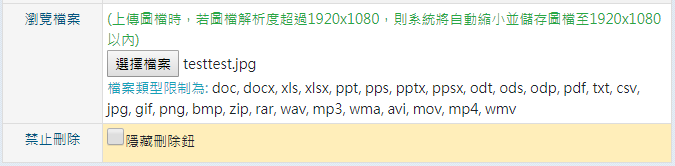 瀏覽檔案
(上傳圖檔時，若圖檔解析度超過1920x1080，則系統將自動縮小並儲存圖檔至1920x1080
以內)
選擇檔案 testtest.jpg
檔案類型限制為: doc, docx, xls, xlsx, ppt, pps, pptx, ppsx, odt, ods, odp, pdf, txt, csv,
jpg, gif, png, bmp, zip, rar, wav, mp3, wma, avi, mov, mp4, wmv
禁止刪除
隱藏刪除鈕